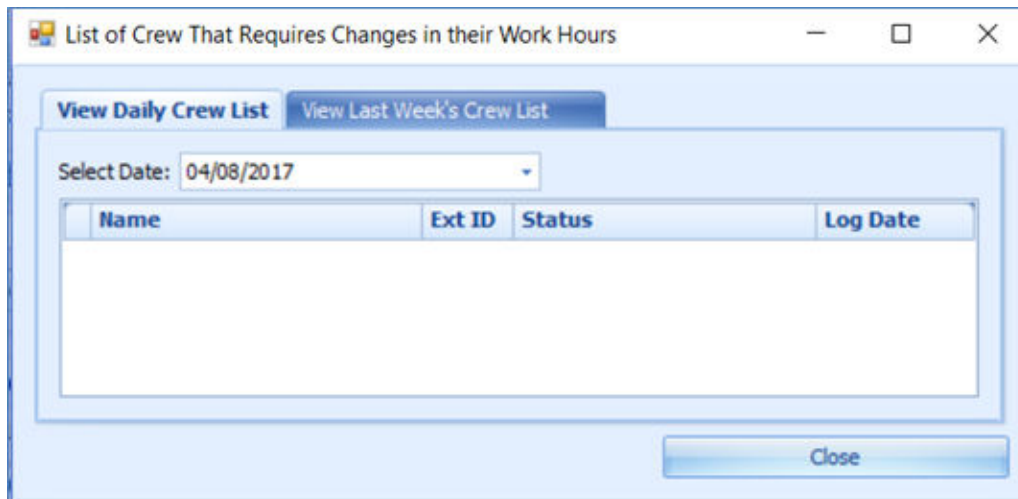 List of Crew That Requires Changes in their Work Hours
View Daily Crew List View Last Week's Crew List
Select Date: 04/08/2017
Name Ext ID Status Log Date
Close